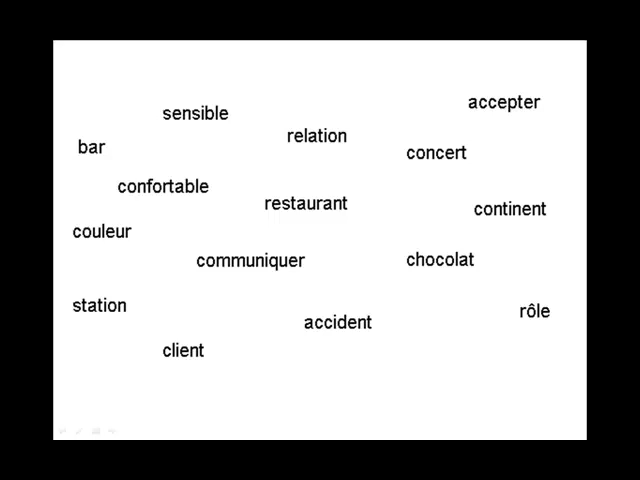 accepter
sensible
relation
bar
concert
confortable
restaurant
continent
couleur
communiquer
chocolat
station
rôle
accident
client